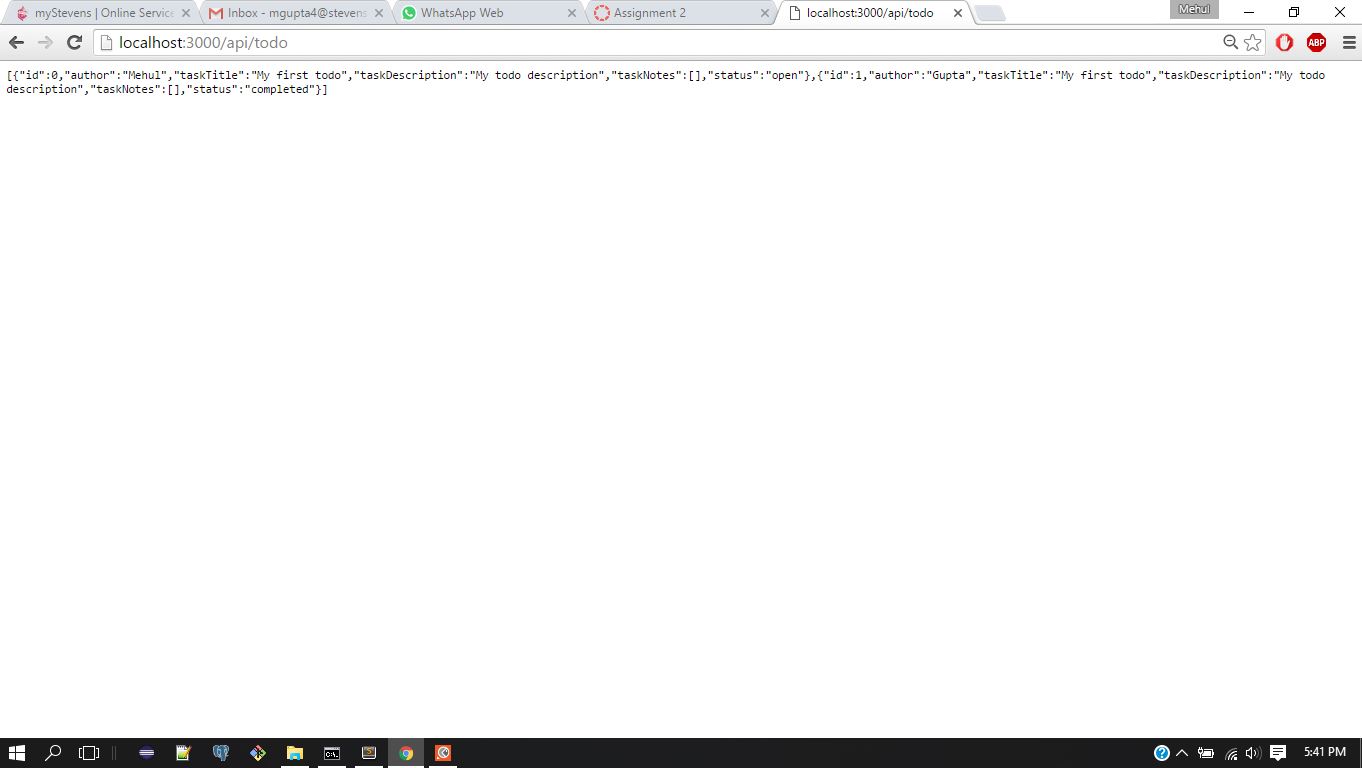 myStevens | Online Service
Inbox - mgupta4@stevens
WhatsApp Web
Assignment 2
localhost:3000/api/todo
Mehul
localhost:3000/api/todo
ABP
[{"id":0,"author":"Mehul","taskTitle":"My first todo","taskDescription":"My todo description","taskNotes":[],"status":"open"},{"id":1,"author":"Gupta","taskTitle":"My first todo","taskDescription":"My todo
description","taskNotes":[],"status":"completed"}]
C:\.
5:41 PM